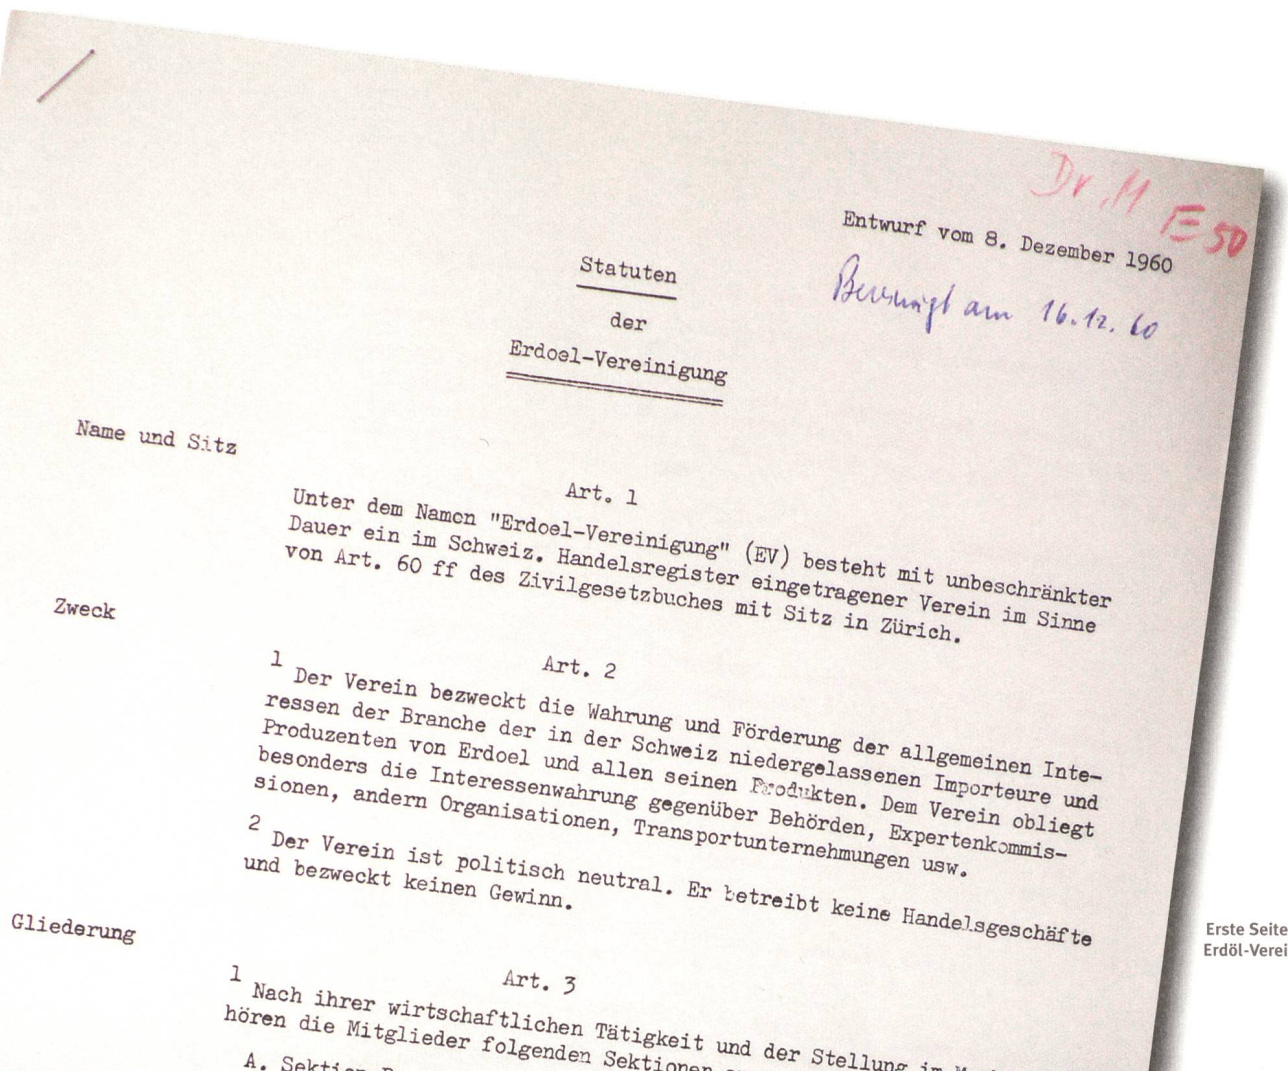 Dr. M
E 50
Entwurf vom 8. Dezember 1960
Bereinigt am 16.12.60
Statuten
der
Erdoel-Vereinigung
Name und Sitz
Art. 1
Unter dem Namen "Erdoel-Vereinigung" (EV) besteht mit unbeschränkter
Dauer ein im Schweiz. Handelsregister eingetragener Verein im Sinne
von Art. 60 ff des Zivilgesetzbuches mit Sitz in Zürich.
Zweck
Art. 2
1 Der Verein bezweckt die Wahrung und Förderung der allgemeinen Inte-
ressen der Branche der in der Schweiz niedergelassenen Importeure und
Produzenten von Erdoel und allen seinen Produkten. Dem Verein obliegt
besonders die Interessenwahrung gegenüber Behörden, Expertenkommis-
sionen, andern Organisationen, Transportunternehmungen usw.
2 Der Verein ist politisch neutral. Er betreibt keine Handelsgeschäfte
und bezweckt keinen Gewinn.
Gliederung
Art. 3
1 Nach ihrer wirtschaftlichen Tätigkeit und der Stellung im
hören die Mitglieder folgenden Sektionen
A. Sektion
Erste Seite
Erdöl-Verei